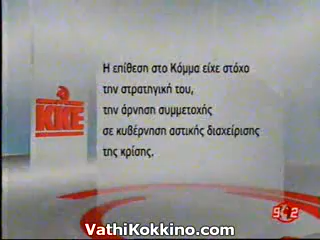 Η επίθεση στο Κόμμα είχε στόχο
την στρατηγική του,
την άρνηση συμμετοχής
σε κυβέρνηση αστικής διαχείρισης
της κρίσης.
ΚΚΕ
902
VathiKokkino.com